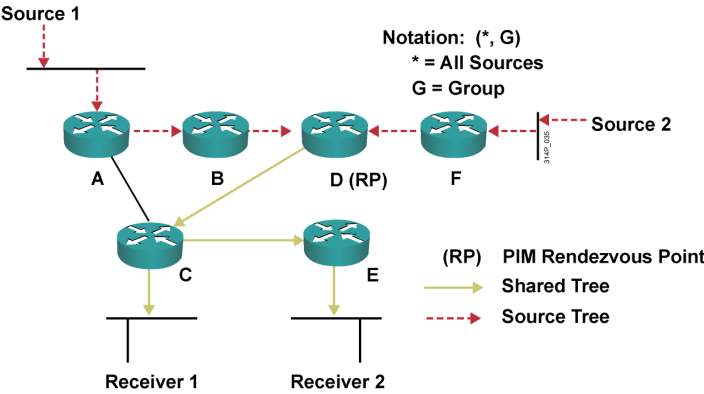 Source 1
Notation: (*, G)
* = All Sources
G = Group
Source 2
314P_035
A
B
D (RP)
F
C
E
(RP) PIM Rendezvous Point
Shared Tree
Source Tree
Receiver 1
Receiver 2